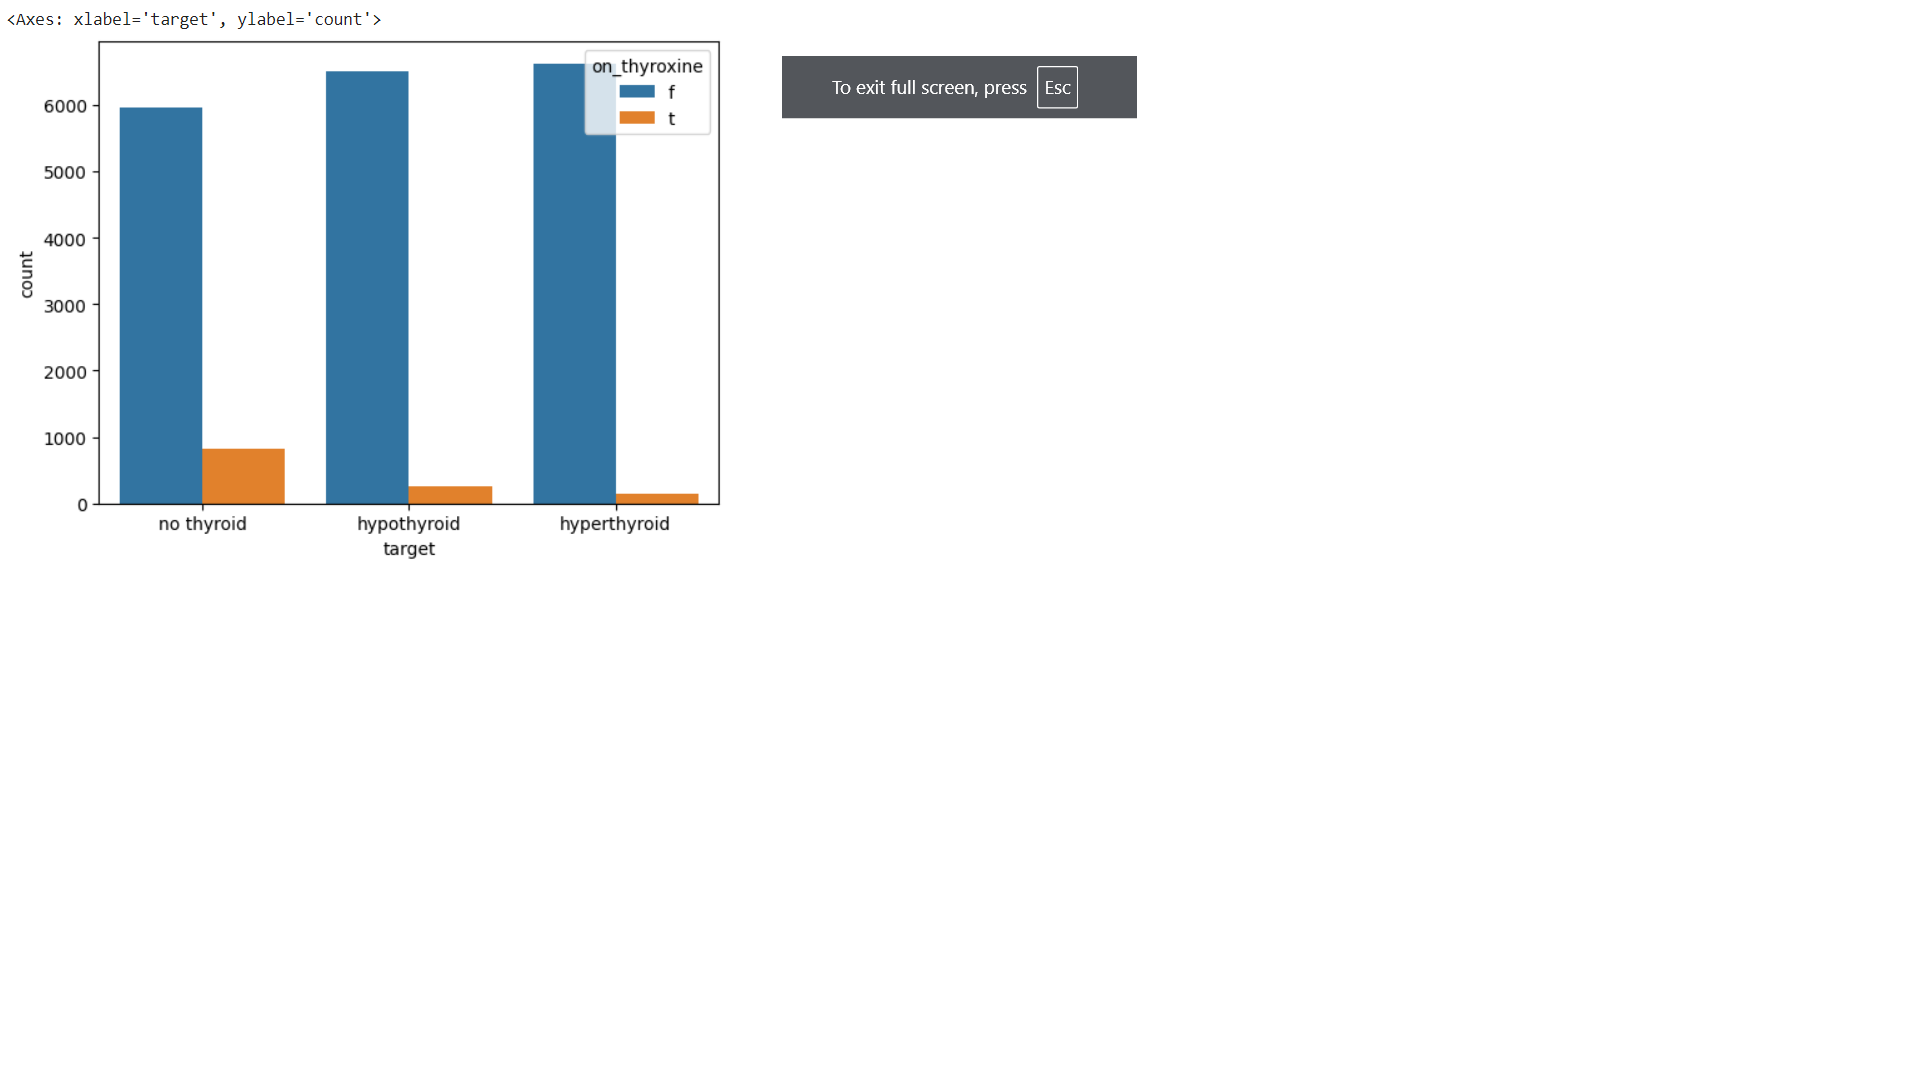 <Axes: xlabel='target', ylabel='count'>
on_thyroxine
f
t
To exit full screen, press Esc
6000
5000
4000
3000
2000
1000
0
count
no thyroid hypothyroid hyperthyroid
target